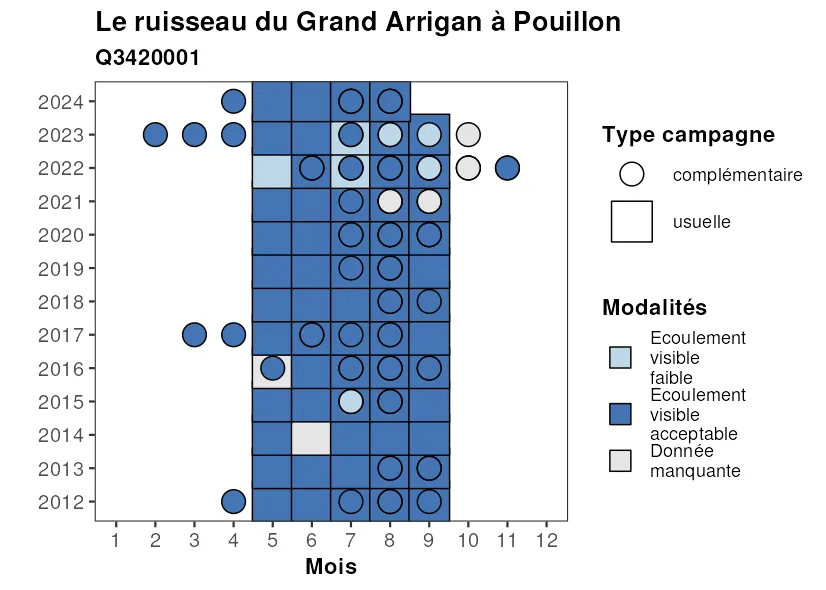 Le ruisseau du Grand Arrigan à Pouillon
Q3420001
2024
2023
2022
2021
2020
2019
2018
2017
2016
2015
2014
2013
2012
1 2 3 4 5 6 7 8 9 10 11 12
Mois
Type campagne
complémentaire
usuelle
Modalités
Ecoulement
visible
faible
Ecoulement
visible
acceptable
Donnée
manquante